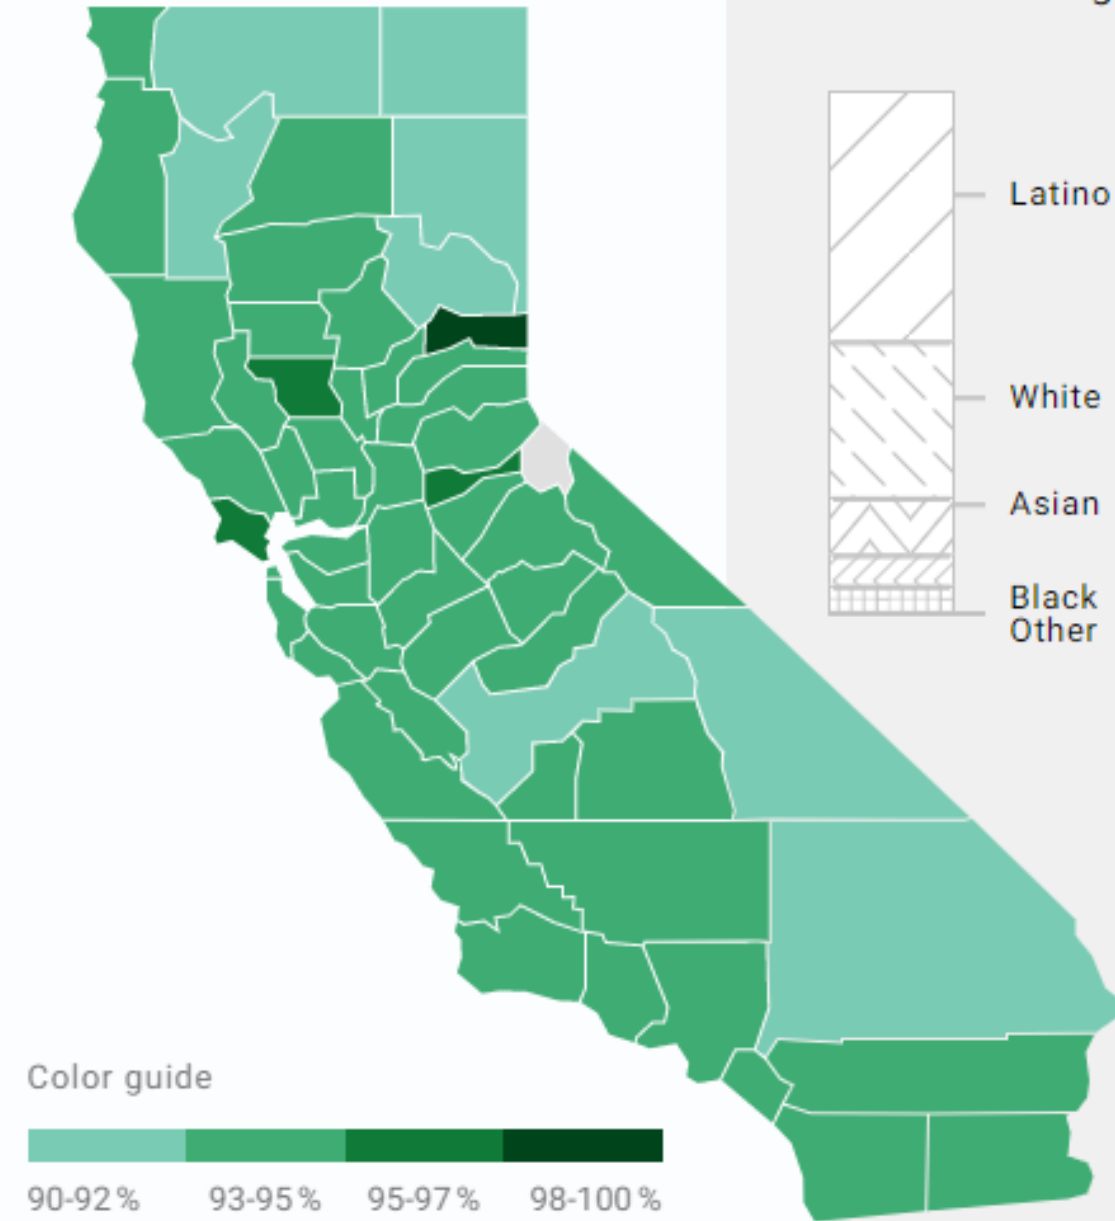 Latino
White
Asian
Black
Other
Color guide
90-92%
93-95%
95-97%
98-100%